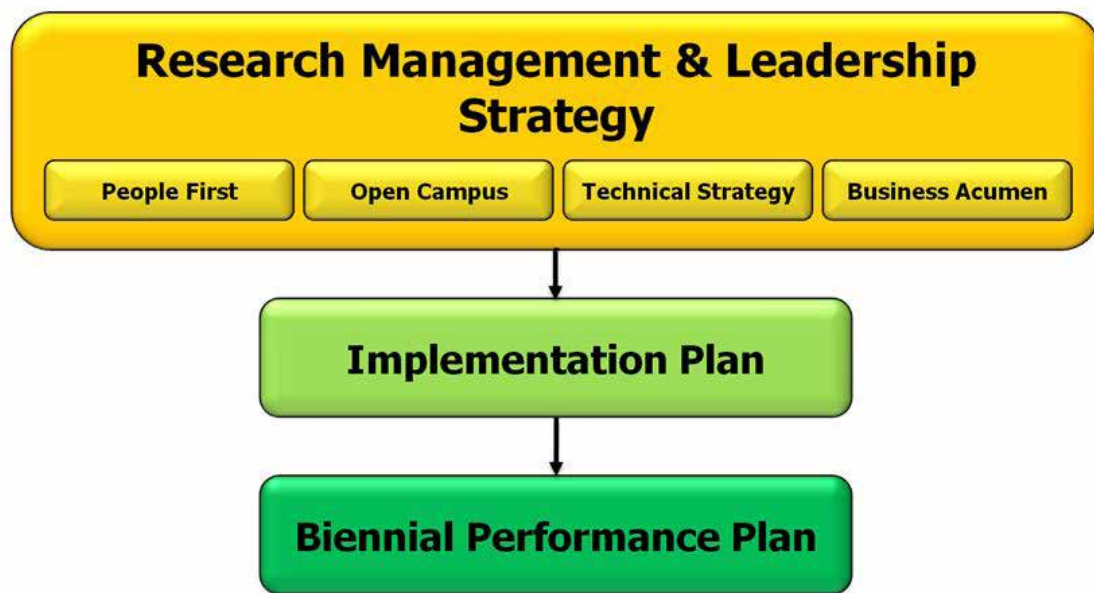 Research Management & Leadership
Strategy
People First
Open Campus
Technical Strategy
Business Acumen
Implementation Plan
Biennial Performance Plan